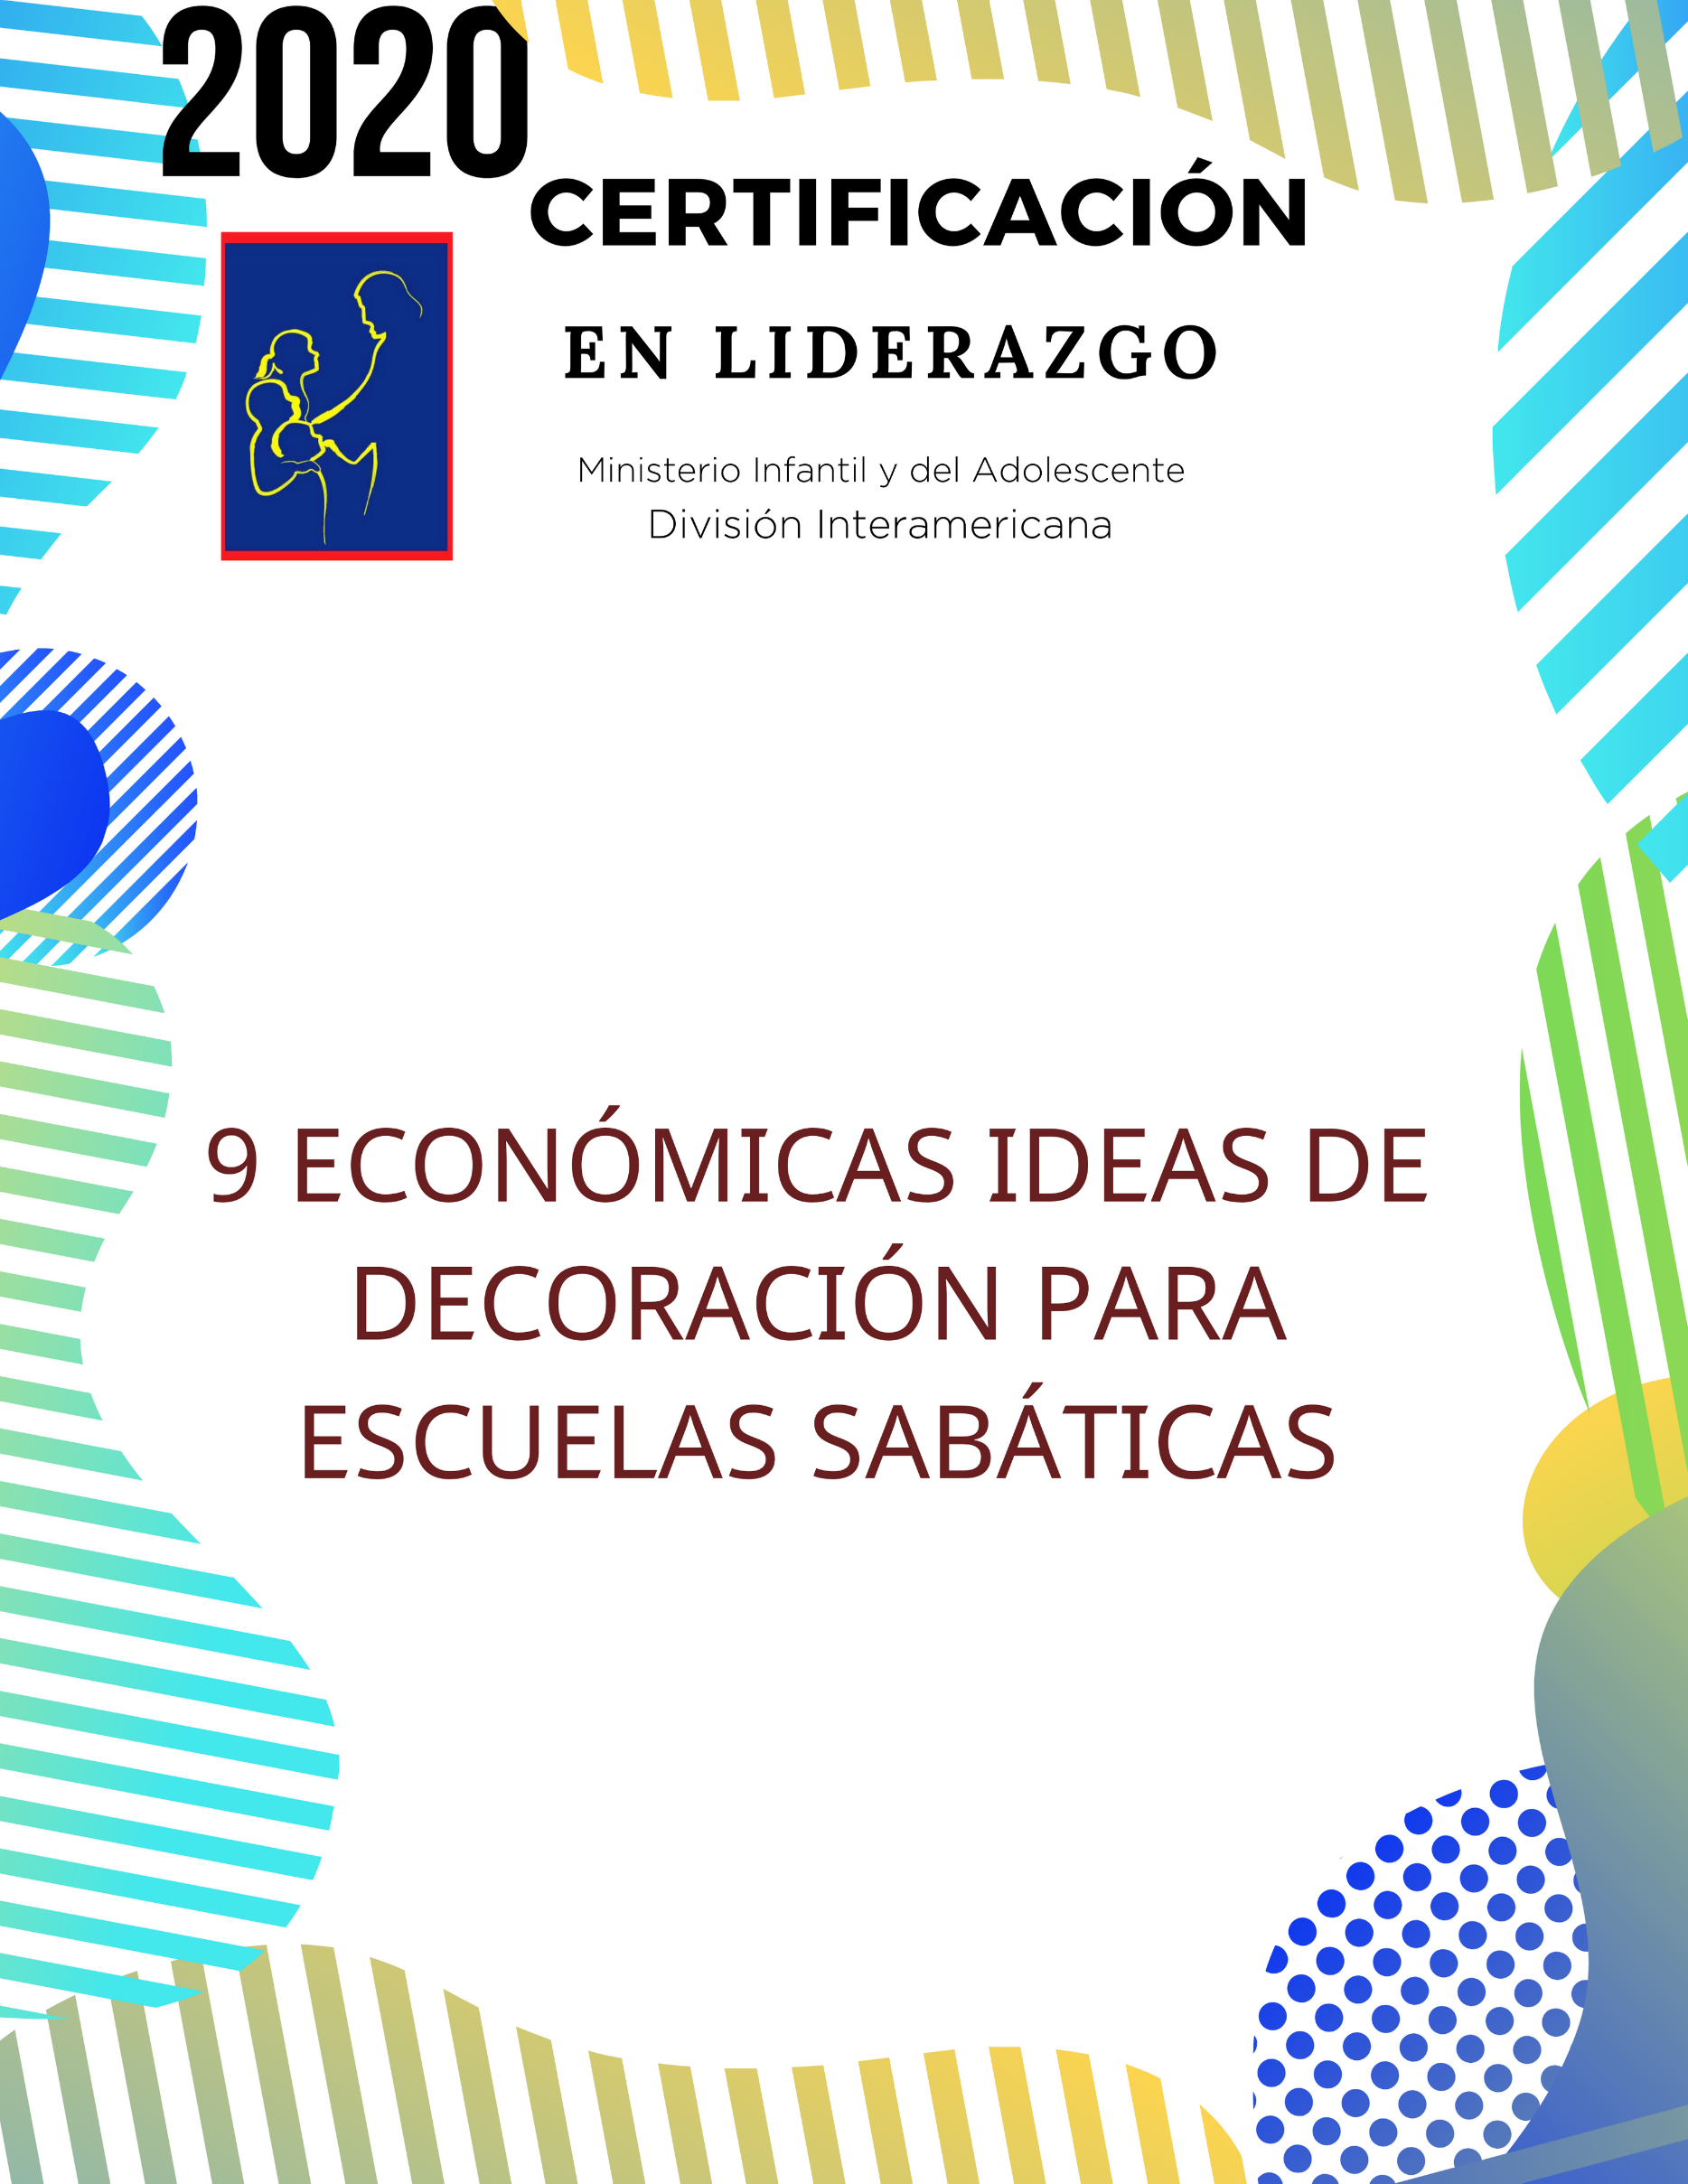 2020
CERTIFICACIÓN
EN LIDERAZGO
Ministerio Infantil y del Adolescente
División Interamericana
9 ECONÓMICAS IDEAS DE
DECORACIÓN PARA
ESCUELAS SABÁTICAS